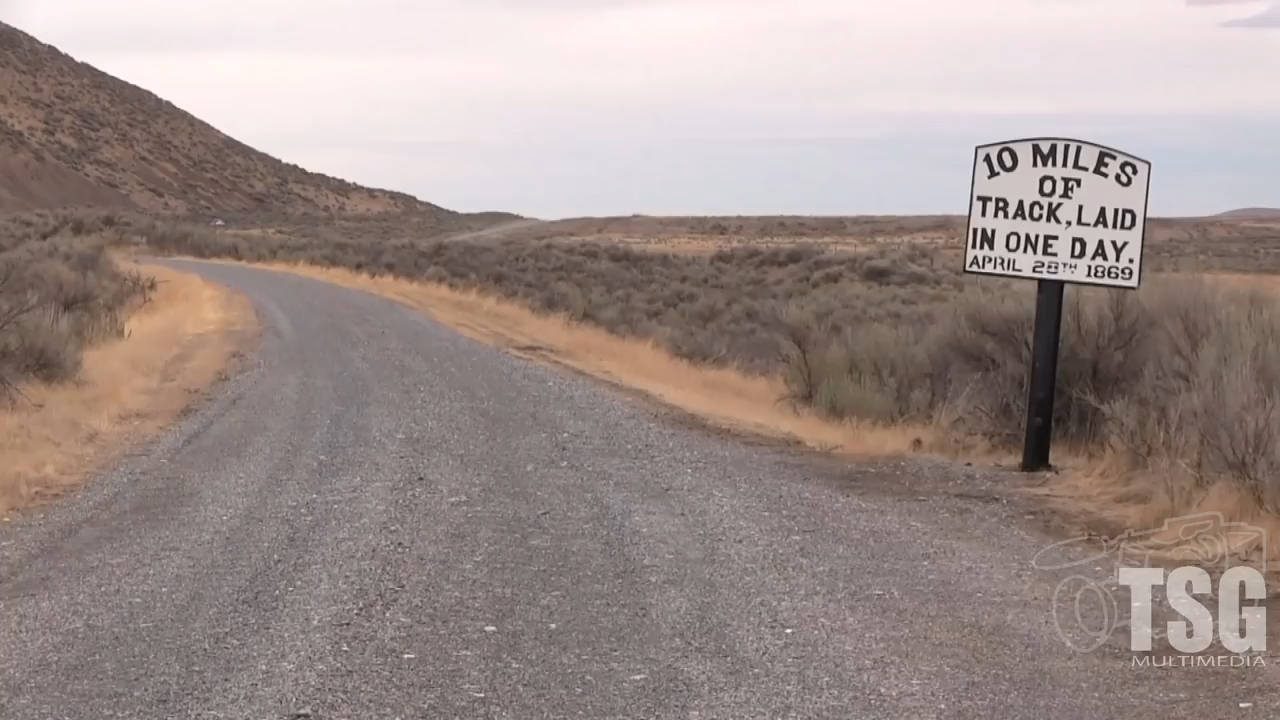 10 MILES
OF
TRACK, LAID
IN ONE DAY.
APRIL 28TH 1869
TSG
MULTIMEDIA